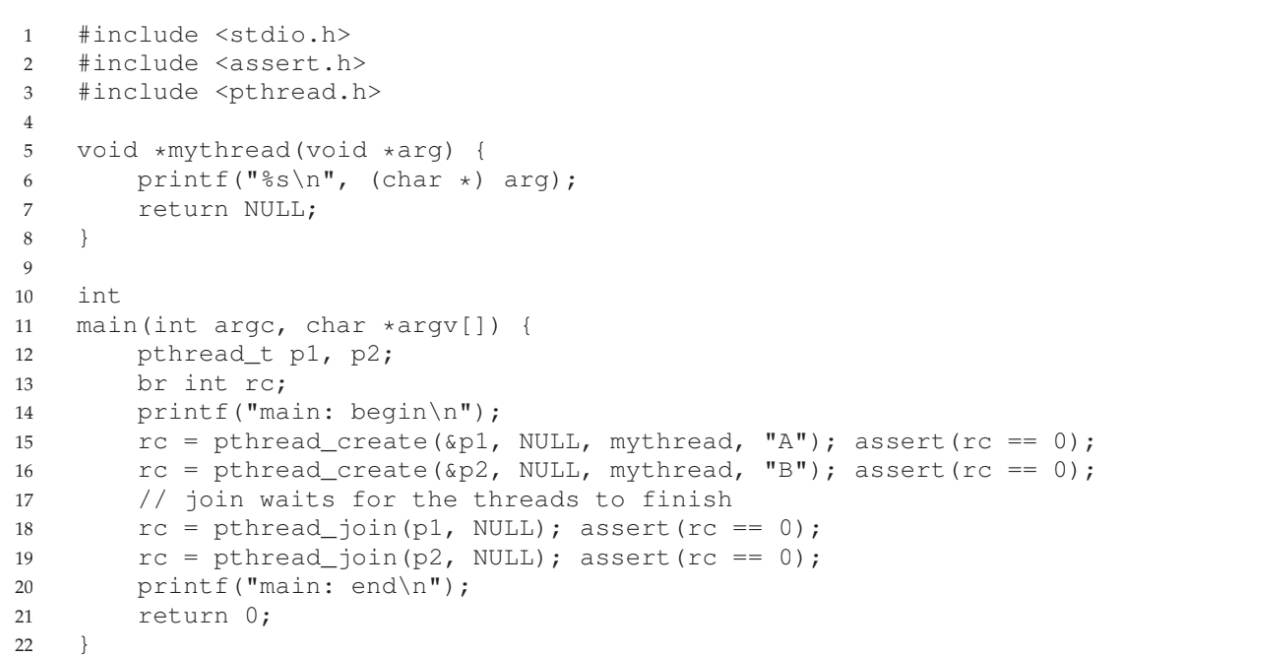 1 #include <stdio.h>
2 #include <assert.h>
3 #include <pthread.h>
4
5 void *mythread(void *arg) {
6     printf("%s\n", (char *) arg);
7     return NULL;
8 }
9
10 int
11 main(int argc, char *argv[]) {
12     pthread_t p1, p2;
13     br int rc;
14     printf("main: begin\n");
15     rc = pthread_create(&p1, NULL, mythread, "A"); assert(rc == 0);
16     rc = pthread_create(&p2, NULL, mythread, "B"); assert(rc == 0);
17     // join waits for the threads to finish
18     rc = pthread_join(p1, NULL); assert(rc == 0);
19     rc = pthread_join(p2, NULL); assert(rc == 0);
20     printf("main: end\n");
21     return 0;
22 }